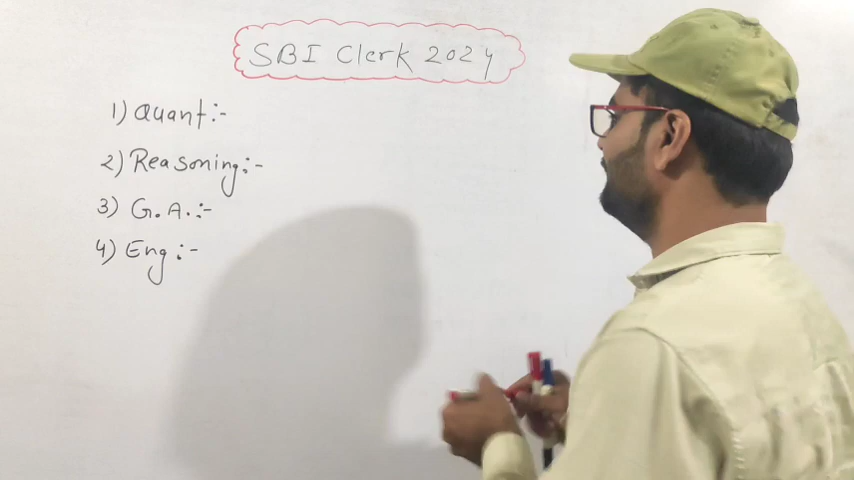 SBI Clerk 2024
1) Quant:-
2) Reasoning:-
3) G.A.:-
4) Eng:-